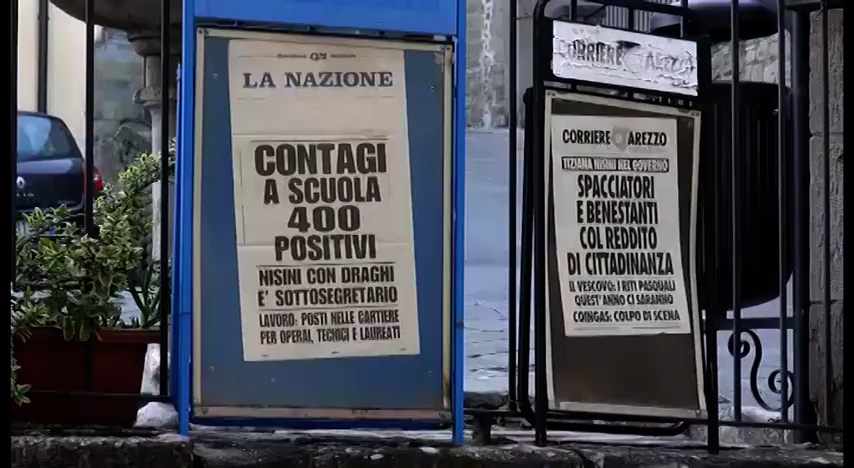 LA NAZIONE
CONTAGI
A SCUOLA
400
POSITIVI
NISINI CON DRAGHI
E' SOTTOSEGRETARIO
LAVORO: POSTI NELLE CARTIERE
PER OPERAI, TECNICI E LAUREATI
CORRIERE AREZZO
CORRIERE AREZZO
TIZIANA NISINI NEL GOVERNO
SPACCIATORI
E BENESTANTI
COL REDDITO
DI CITTADINANZA
IL VESCOVO: I RITI PASQUALI
QUEST'ANNO CI SARANNO
COINGAS: COLPO DI SCENA